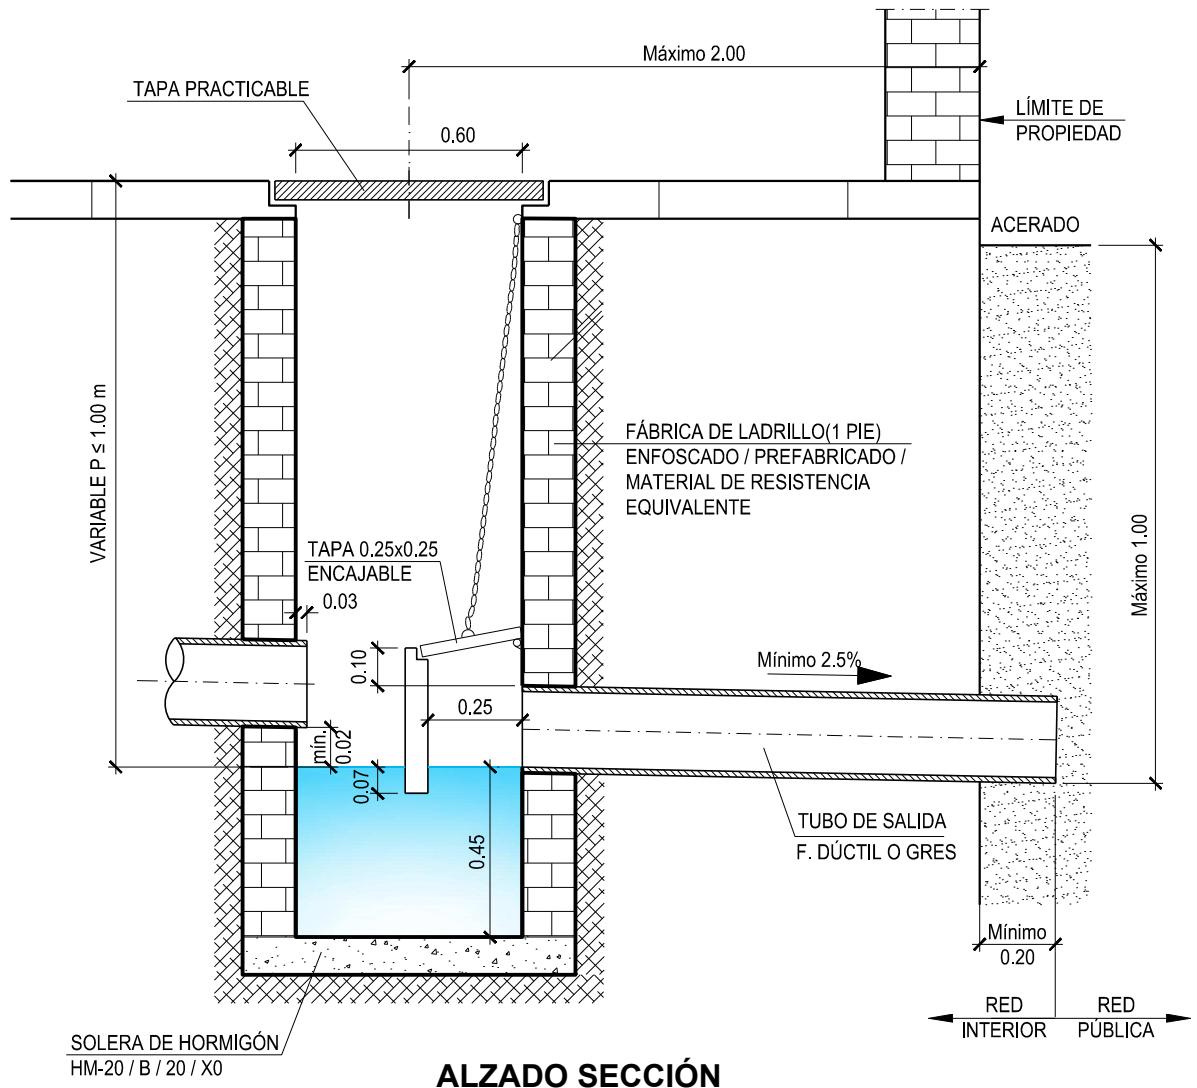 Máximo 2.00
TAPA PRACTICABLE
LÍMITE DE
PROPIEDAD
0.60
ACERADO
VARIABLE P ≤ 1.00 m
FÁBRICA DE LADRILLO(1 PIE)
ENFOSCADO / PREFABRICADO /
MATERIAL DE RESISTENCIA
EQUIVALENTE
Máximo 1.00
TAPA 0.25x0.25
ENCAJABLE
0.03
0.10
Mínimo 2.5%
0.25
mín.
0.02
0.07
0.45
TUBO DE SALIDA
F. DÚCTIL O GRES
Mínimo
0.20
RED
INTERIOR
RED
PÚBLICA
SOLERA DE HORMIGÓN
HM-20 / B / 20 / X0
ALZADO SECCIÓN